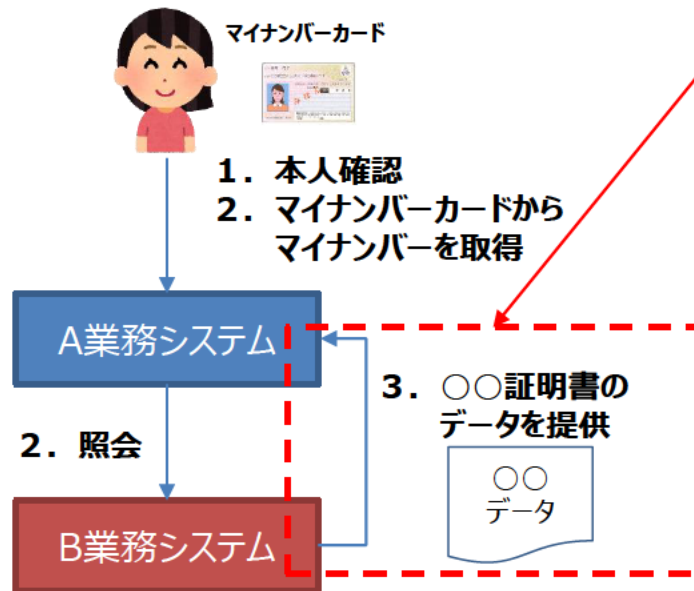 マイナンバーカード
1．本人確認
2．マイナンバーカードから
マイナンバーを取得
A業務システム
2．照会
3．○○証明書の
データを提供
○○
データ
B業務システム